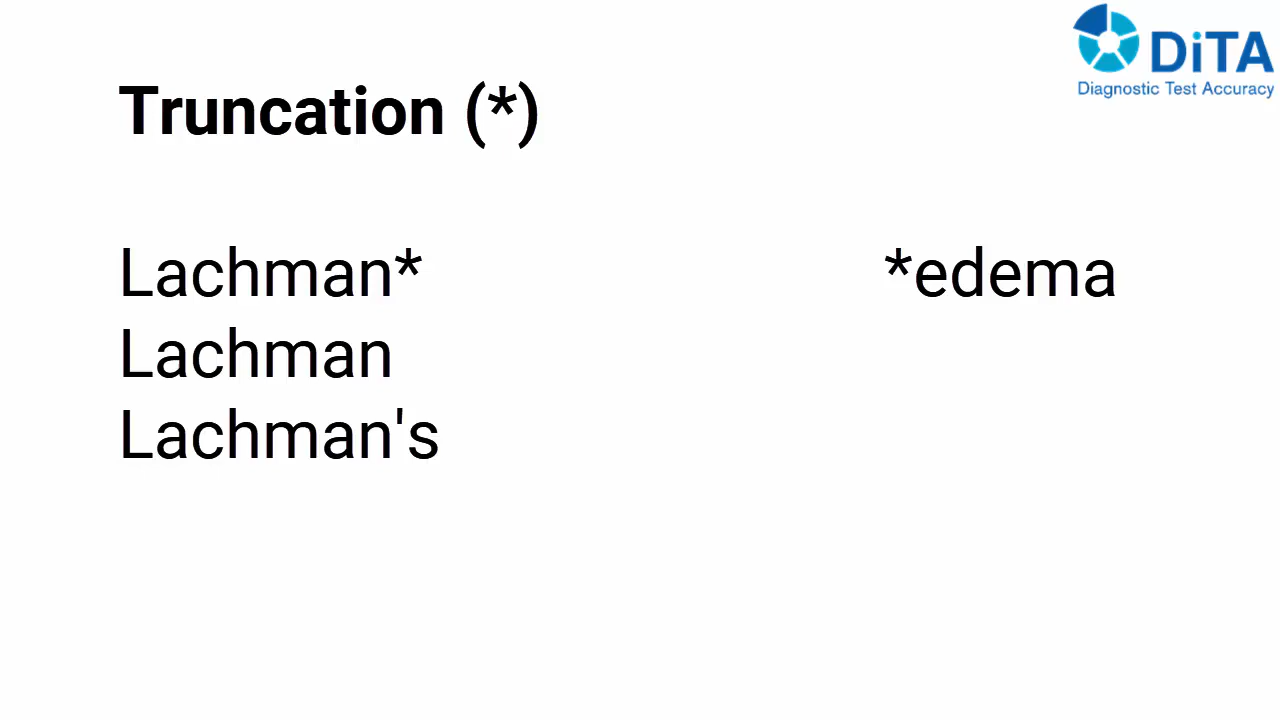 DiTA
Diagnostic Test Accuracy
Truncation (*)
Lachman*
*edema
Lachman
Lachman's